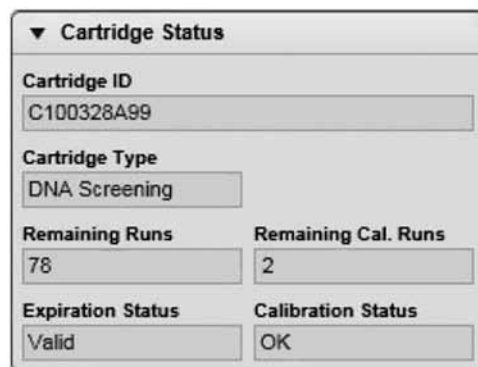 Cartridge Status
Cartridge ID
C100328A99
Cartridge Type
DNA Screening
Remaining Runs Remaining Cal. Runs
78 2
Expiration Status Calibration Status
Valid OK